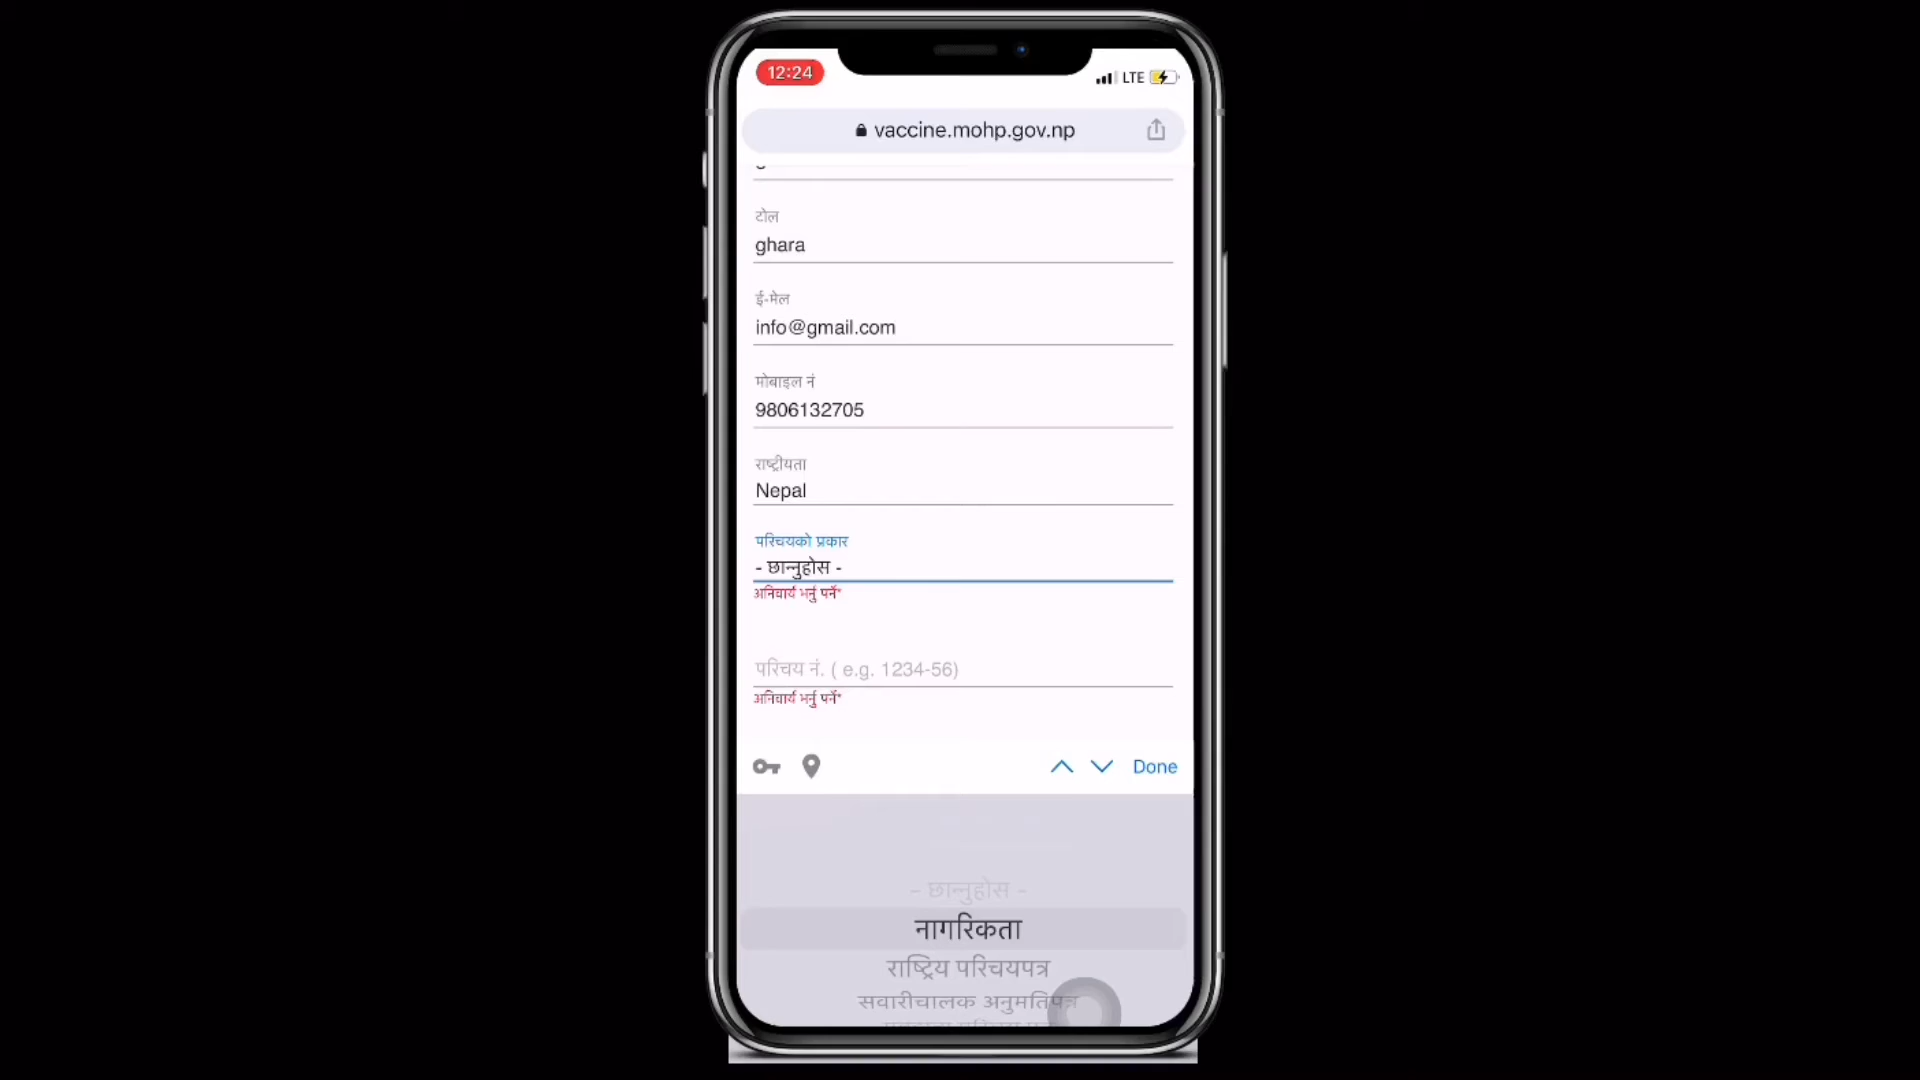 12:24
LTE
vaccine.mohp.gov.np
टोल
ghara
ई-मेल
info@gmail.com
मोबाइल नं
9806132705
राष्ट्रीयता
Nepal
परिचयको प्रकार
- छान्नुहोस -
अनिवार्य भर्नु पर्ने*
परिचय नं. ( e.g. 1234-56)
अनिवार्य भर्नु पर्ने*
Done
- छान्नुहोस -
नागरिकता
राष्ट्रिय परिचयपत्र
सवारीचालक अनुमतिपत्र